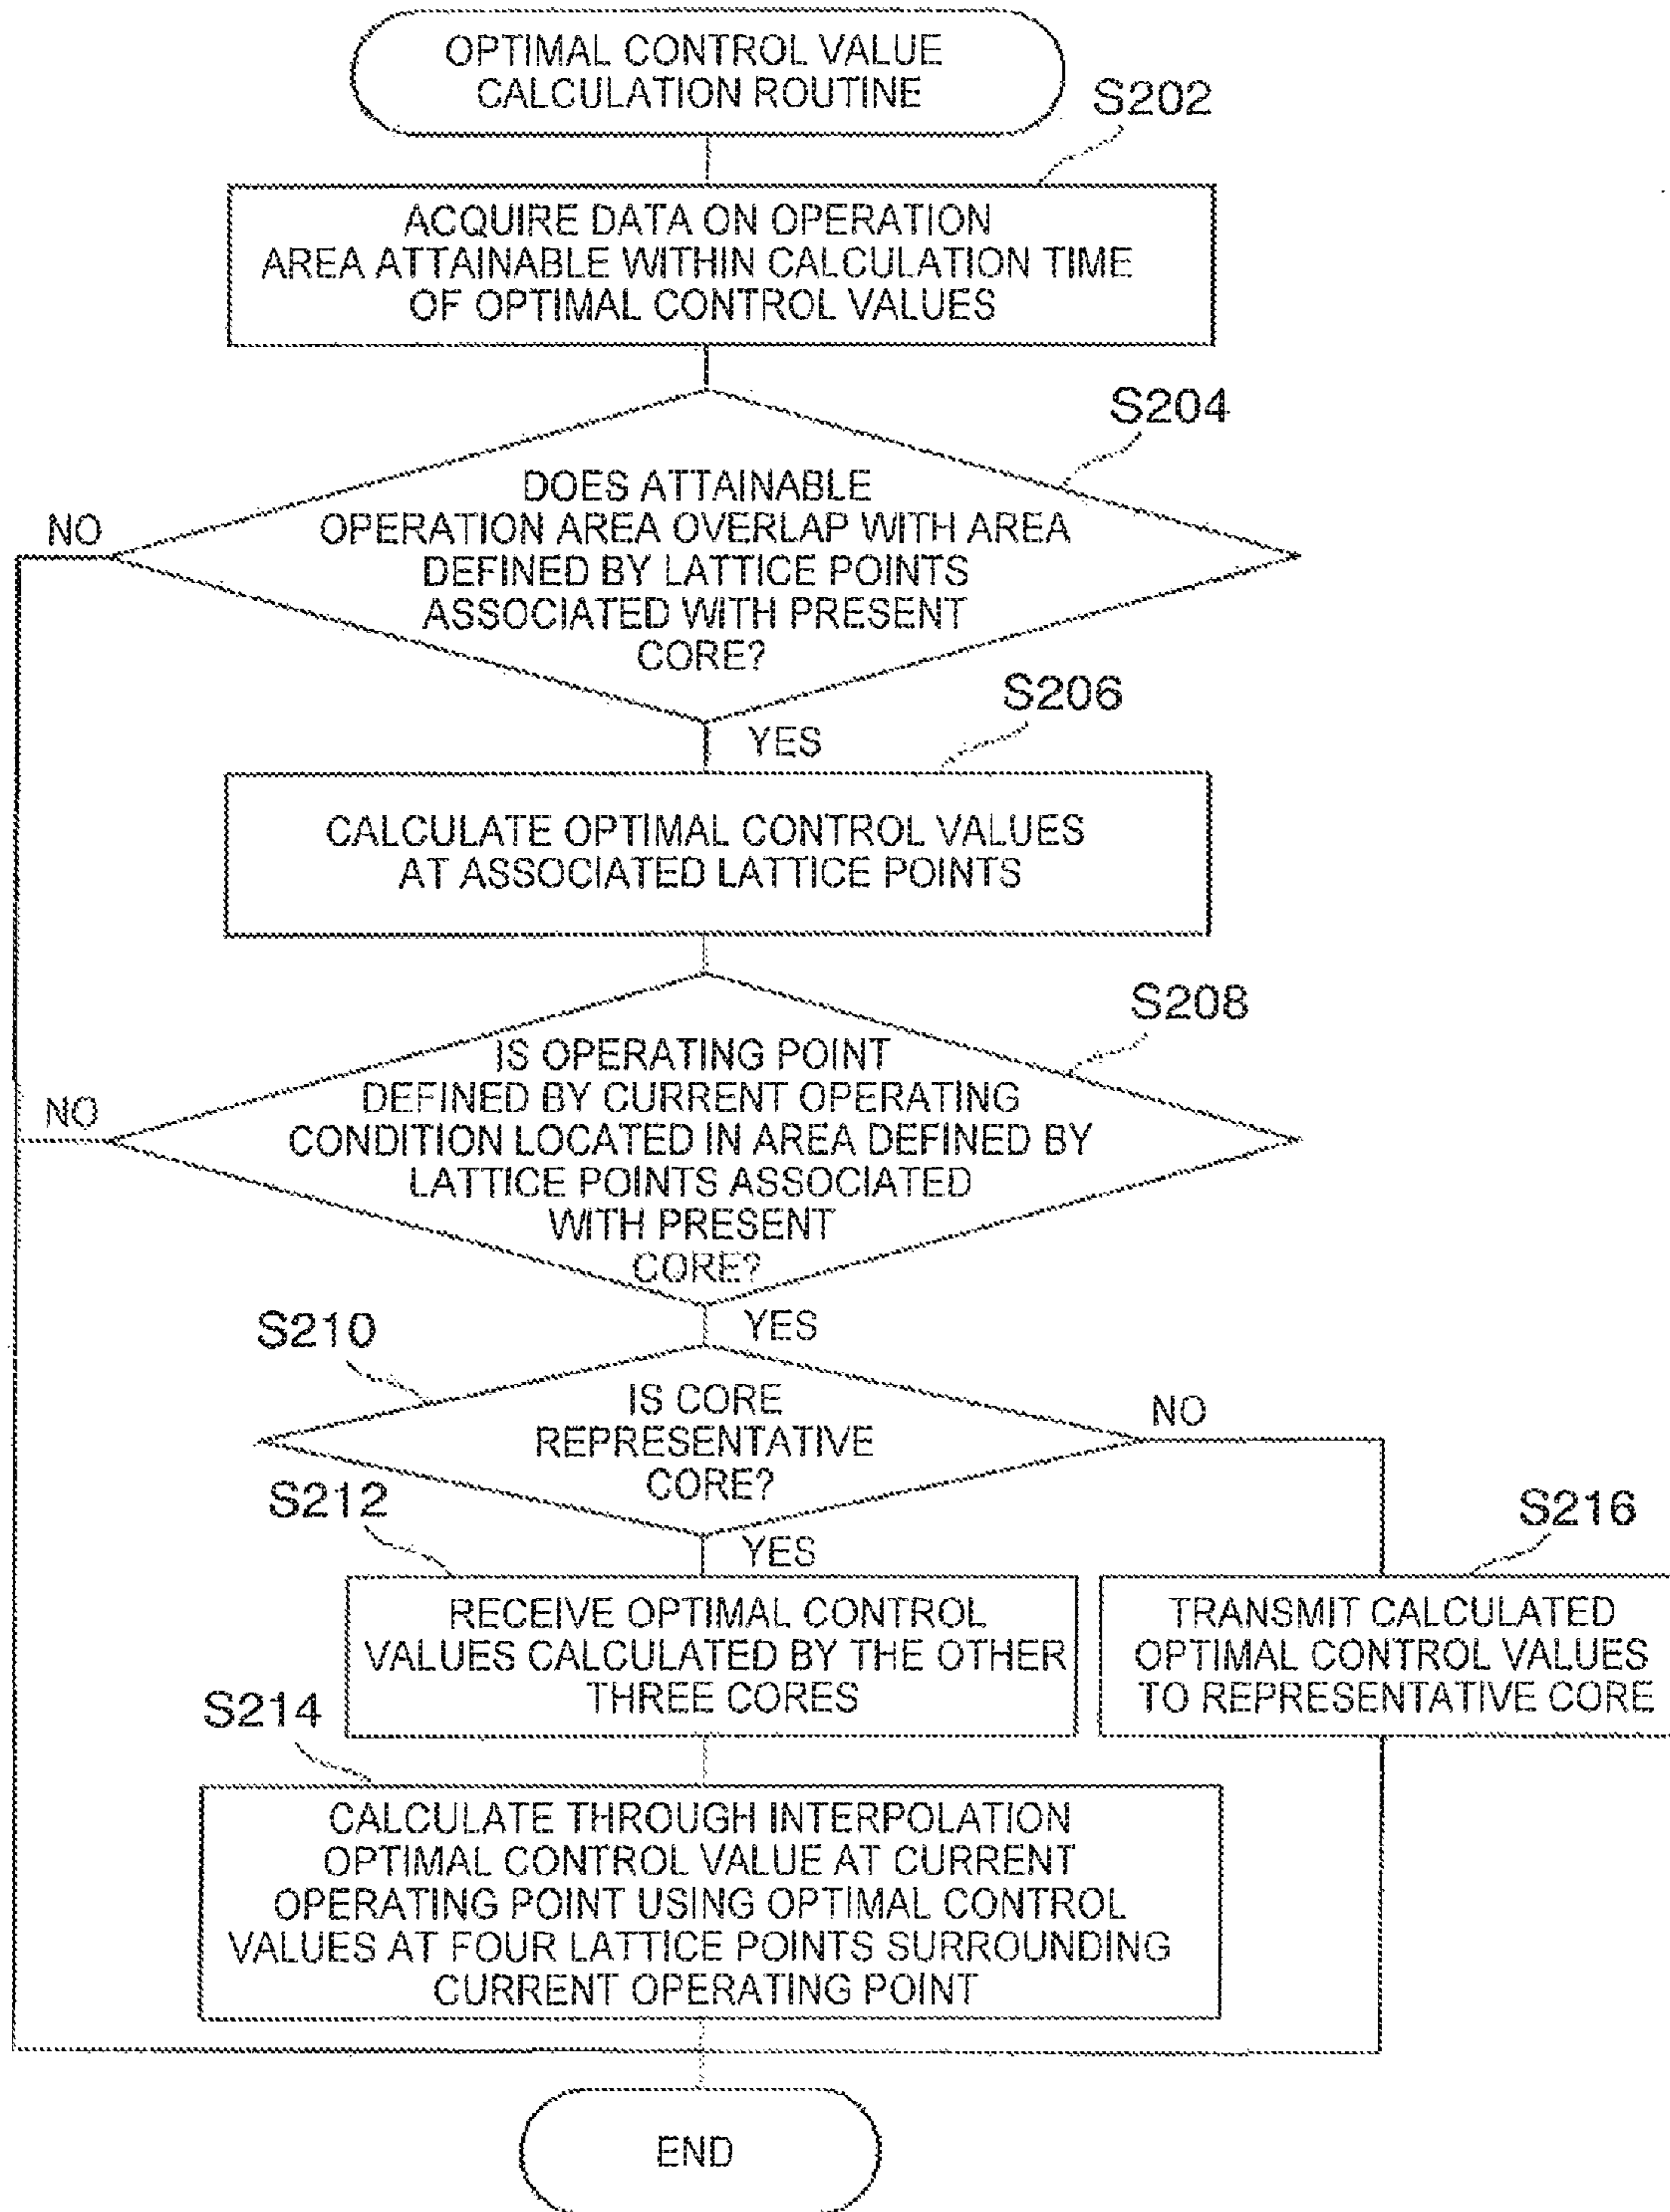 OPTIMAL CONTROL VALUE
CALCULATION ROUTINE
S202
ACQUIRE DATA ON OPERATION
AREA ATTAINABLE WITHIN CALCULATION TIME
OF OPTIMAL CONTROL VALUES
S204
DOES ATTAINABLE
OPERATION AREA OVERLAP WITH AREA
DEFINED BY LATTICE POINTS
ASSOCIATED WITH PRESENT
CORE?
NO
YES
S206
CALCULATE OPTIMAL CONTROL VALUES
AT ASSOCIATED LATTICE POINTS
S208
IS OPERATING POINT
DEFINED BY CURRENT OPERATING
CONDITION LOCATED IN AREA DEFINED BY
LATTICE POINTS ASSOCIATED
WITH PRESENT
CORE?
NO
YES
S210
IS CORE
REPRESENTATIVE
CORE?
NO
YES
S212
RECEIVE OPTIMAL CONTROL
VALUES CALCULATED BY THE OTHER
THREE CORES
S216
TRANSMIT CALCULATED
OPTIMAL CONTROL VALUES
TO REPRESENTATIVE CORE
S214
CALCULATE THROUGH INTERPOLATION
OPTIMAL CONTROL VALUE AT CURRENT
OPERATING POINT USING OPTIMAL CONTROL
VALUES AT FOUR LATTICE POINTS SURROUNDING
CURRENT OPERATING POINT
END